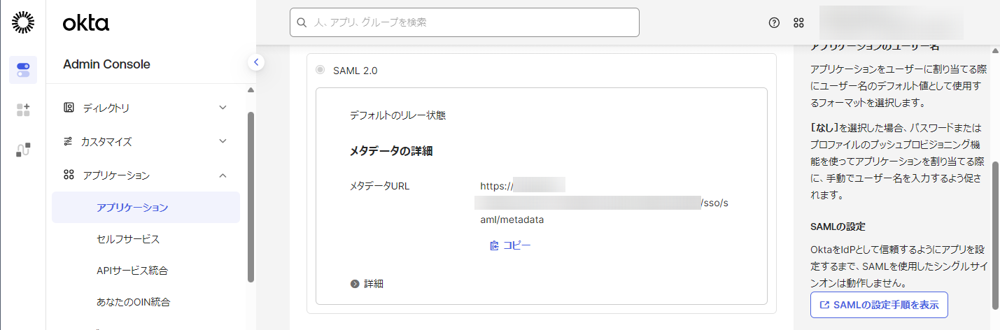 okta
人、アプリ、グループを検索
Admin Console
ディレクトリ
カスタマイズ
アプリケーション
アプリケーション
セルフサービス
APIサービス統合
あなたのOIN統合
SAML 2.0
デフォルトのリレー状態
メタデータの詳細
メタデータURL
https://
/sso/s
aml/metadata
コピー
詳細
アプリケーションのユーザー名
アプリケーションをユーザーに割り当てる際
にユーザー名のデフォルト値として使用す
るフォーマットを選択します。
[なし]を選択した場合、パスワードまたは
プロファイルのプッシュプロビジョニング機
能を使ってアプリケーションを割り当てる際
に、手動でユーザー名を入力するよう促さ
れます。
SAMLの設定
OktaをIdPとして信頼するようにアプリを設
定するまで、SAMLを使用したシングルサイ
ンオンは動作しません。
SAMLの設定手順を表示